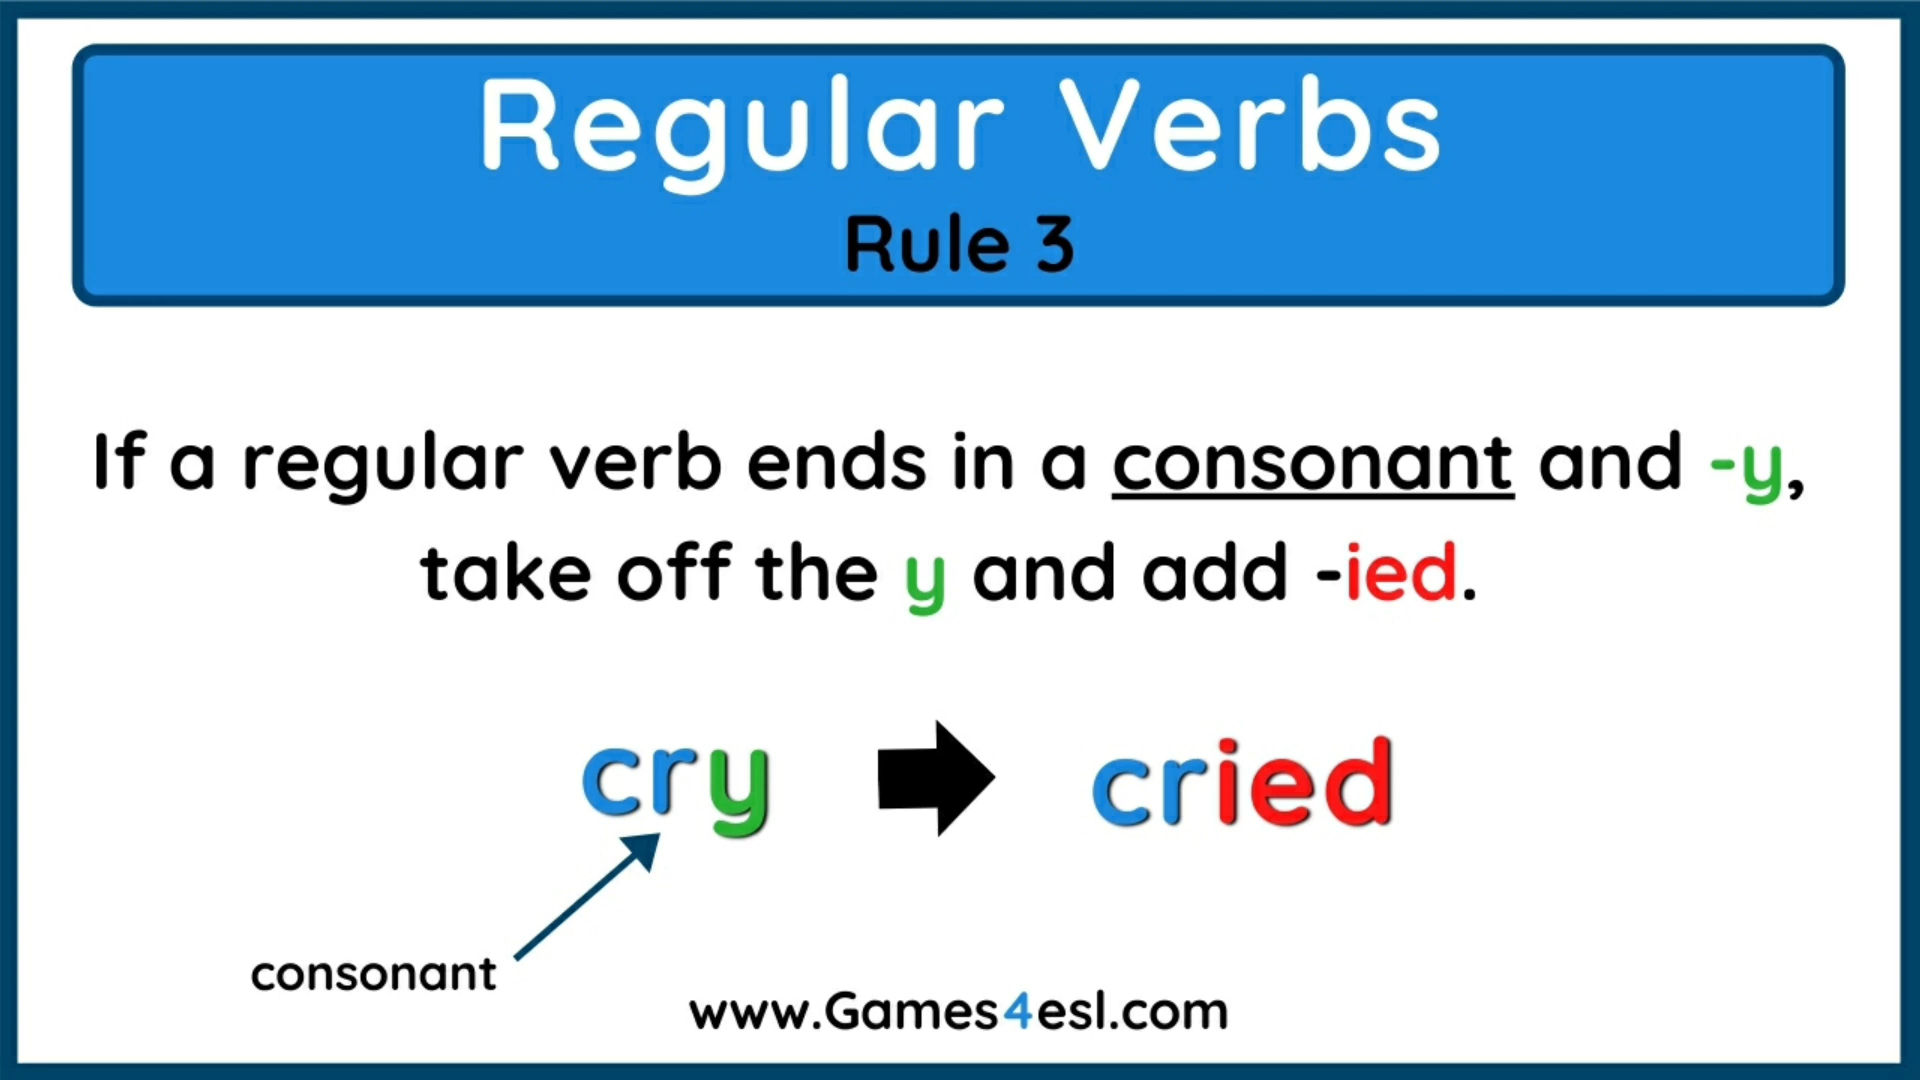 Regular Verbs
Rule 3
If a regular verb ends in a consonant and -y,
take off the y and add -ied.
cry cried
consonant
www.Games4esl.com